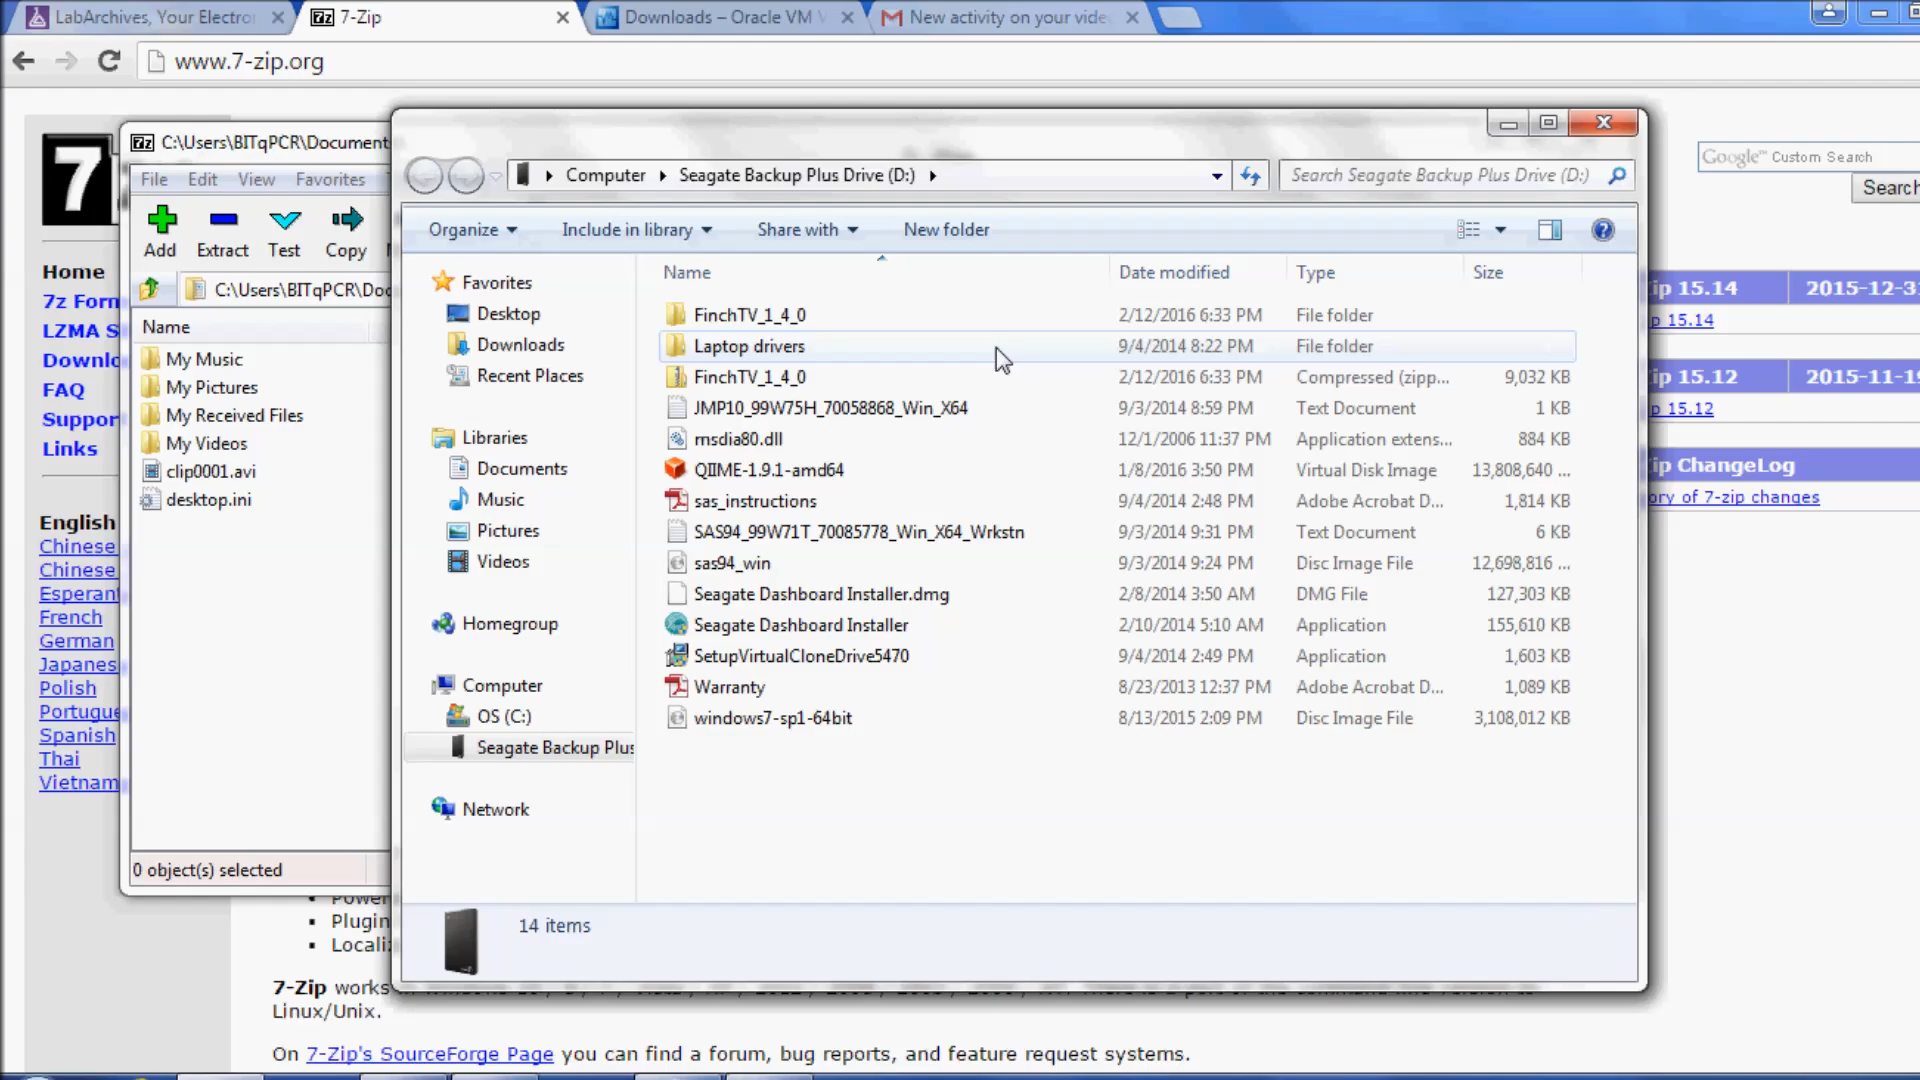 LabArchives, Your Electron
7-Zip
Downloads – Oracle VM V
New activity on your vide
www.7-zip.org
Google™ Custom Search
Search
7z C:\Users\BITqPCR\Document
File Edit View Favorites
Add Extract Test Copy
C:\Users\BITqPCR\Doc
Name
My Music
My Pictures
My Received Files
My Videos
clip0001.avi
desktop.ini
0 object(s) selected
7
Home
7z Form
LZMA S
Downlo
FAQ
Suppor
Links
English
Chinese
Chinese
Esperant
French
German
Japanes
Polish
Portugue
Spanish
Thai
Vietnam
Computer Seagate Backup Plus Drive (D:)
Search Seagate Backup Plus Drive (D:)
Organize Include in library Share with New folder
Favorites
Desktop
Downloads
Recent Places
Libraries
Documents
Music
Pictures
Videos
Homegroup
Computer
OS (C:)
Seagate Backup Plus
Network
Name Date modified Type Size
FinchTV_1_4_0 2/12/2016 6:33 PM File folder
Laptop drivers 9/4/2014 8:22 PM File folder
FinchTV_1_4_0 2/12/2016 6:33 PM Compressed (zipp... 9,032 KB
JMP10_99W75H_70058868_Win_X64 9/3/2014 8:59 PM Text Document 1 KB
msdia80.dll 12/1/2006 11:37 PM Application extens... 884 KB
QIIME-1.9.1-amd64 1/8/2016 3:50 PM Virtual Disk Image 13,808,640 ...
sas_instructions 9/4/2014 2:48 PM Adobe Acrobat D... 1,814 KB
SAS94_99W71T_70085778_Win_X64_Wrkstn 9/3/2014 9:31 PM Text Document 6 KB
sas94_win 9/3/2014 9:24 PM Disc Image File 12,698,816 ...
Seagate Dashboard Installer.dmg 2/8/2014 3:50 AM DMG File 127,303 KB
Seagate Dashboard Installer 2/10/2014 5:10 AM Application 155,610 KB
SetupVirtualCloneDrive5470 9/4/2014 2:49 PM Application 1,603 KB
Warranty 8/23/2013 12:37 PM Adobe Acrobat D... 1,089 KB
windows7-sp1-64bit 8/13/2015 2:09 PM Disc Image File 3,108,012 KB
14 items
ip 15.14 2015-12-31
p 15.14
ip 15.12 2015-11-19
p 15.12
ip ChangeLog
ory of 7-zip changes
Power
Plugin
Locali
7-Zip works
Linux/Unix.
On 7-Zip's SourceForge Page you can find a forum, bug reports, and feature request systems.